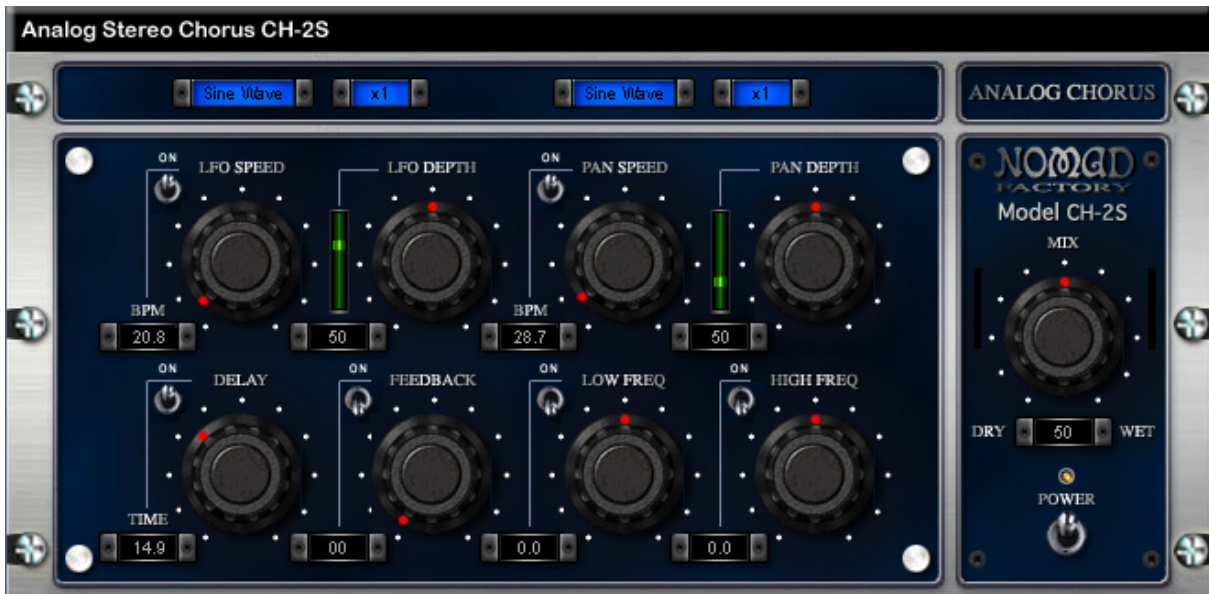 Analog Stereo Chorus CH-2S
Sine Wave x1 Sine Wave x1
ANALOG CHORUS
ON LFO SPEED LFO DEPTH ON PAN SPEED PAN DEPTH
BPM BPM
20.8 50 28.7 50
ON DELAY ON FEEDBACK ON LOW FREQ ON HIGH FREQ
TIME
14.9 00 0.0 0.0
NOMAD
FACTORY
Model CH-2S
MIX
DRY 50 WET
POWER